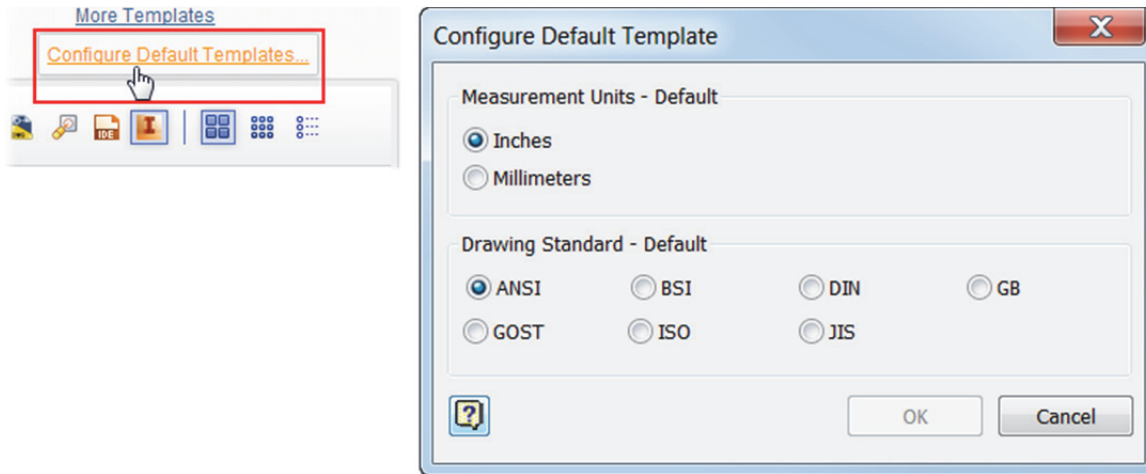 More Templates
Configure Default Templates...
IDE
I
Configure Default Template
X
Measurement Units - Default
Inches
Millimeters
Drawing Standard - Default
ANSI BSI DIN GB
GOST ISO JIS
?
OK Cancel